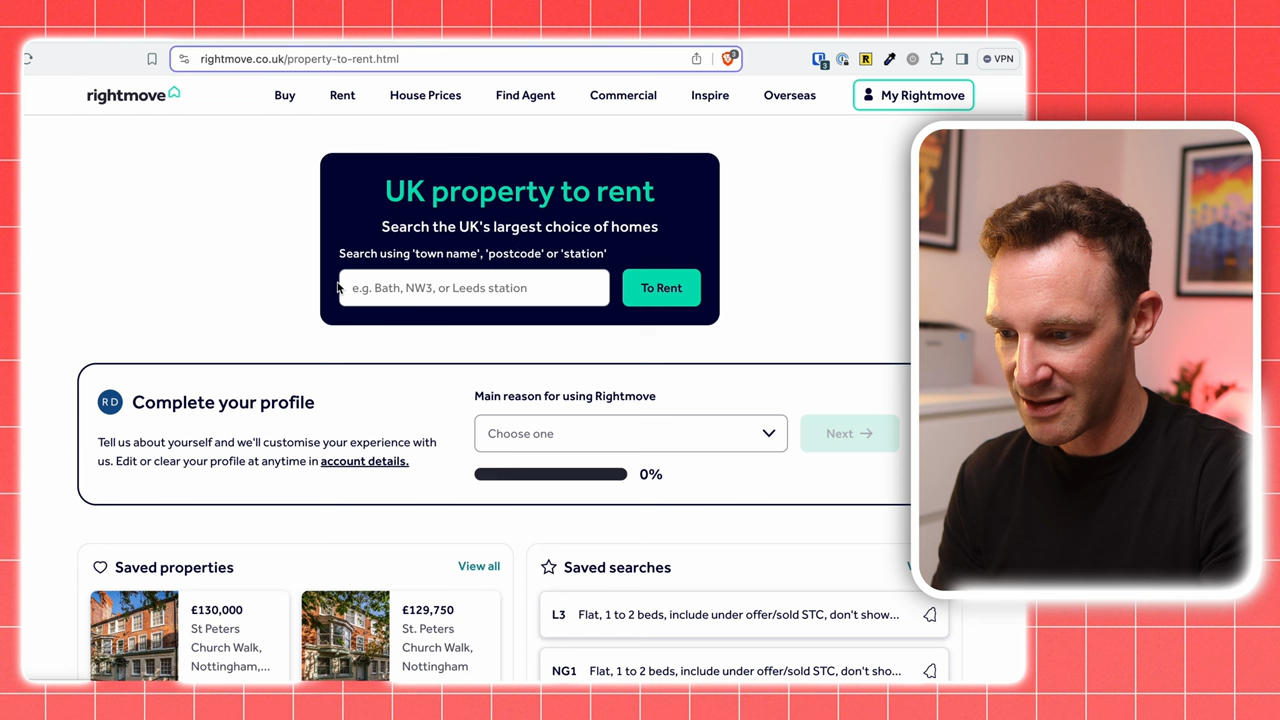 rightmove.co.uk/property-to-rent.html
3
3
R
VPN
rightmove
Buy
Rent
House Prices
Find Agent
Commercial
Inspire
Overseas
My Rightmove
UK property to rent
Search the UK's largest choice of homes
Search using 'town name', 'postcode' or 'station'
e.g. Bath, NW3, or Leeds station
To Rent
RD
Complete your profile
Tell us about yourself and we'll customise your experience with
us. Edit or clear your profile at anytime in account details.
Main reason for using Rightmove
Choose one
Next
0%
Saved properties
View all
£130,000
St Peters
Church Walk,
Nottingham,...
£129,750
St. Peters
Church Walk,
Nottingham
Saved searches
L3 Flat, 1 to 2 beds, include under offer/sold STC, don't show...
NG1 Flat, 1 to 2 beds, include under offer/sold STC, don't sho...